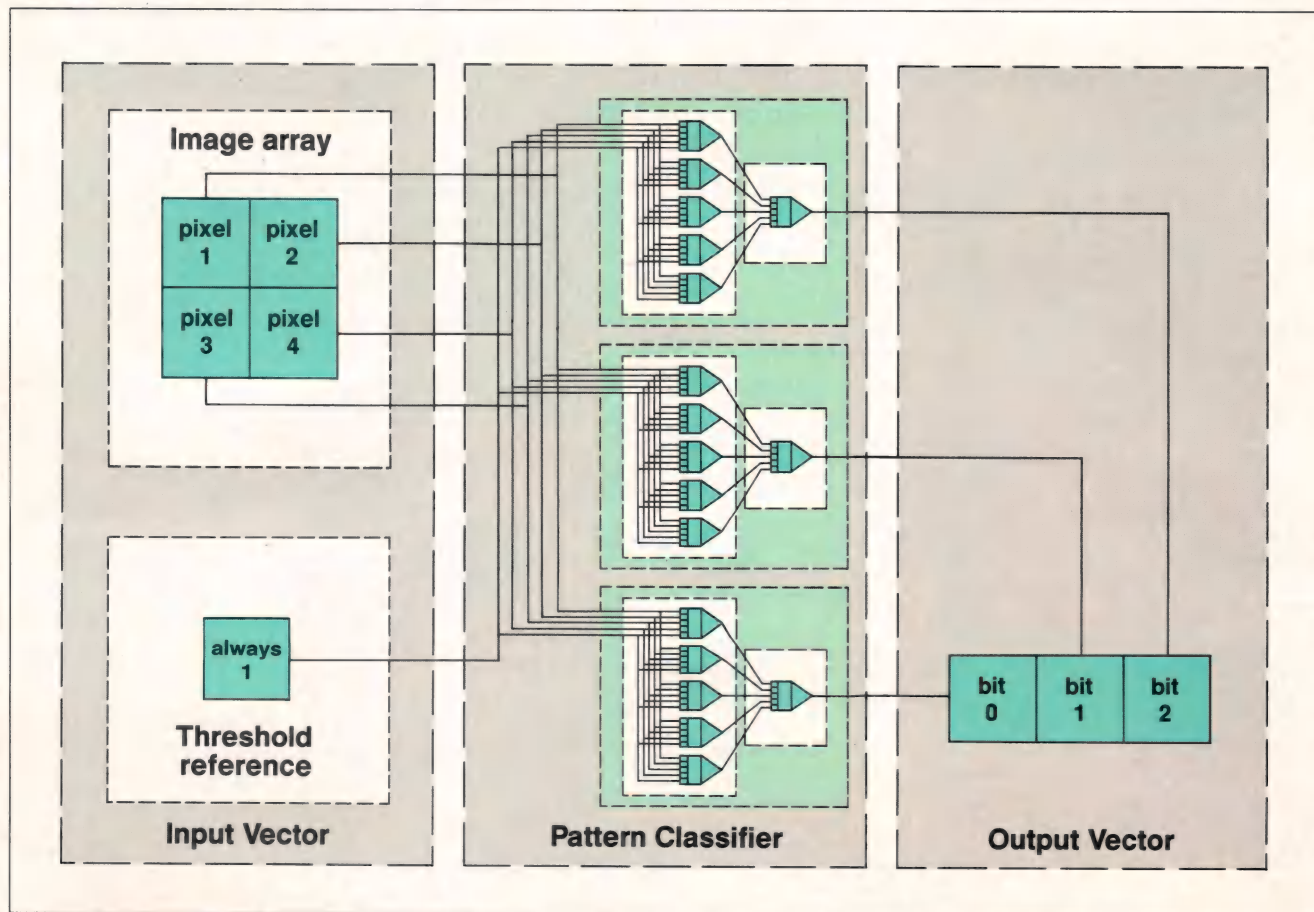 Image array
pixel
1
pixel
2
pixel
3
pixel
4
always
1
Threshold
reference
Input Vector
Pattern Classifier
bit
0
bit
1
bit
2
Output Vector